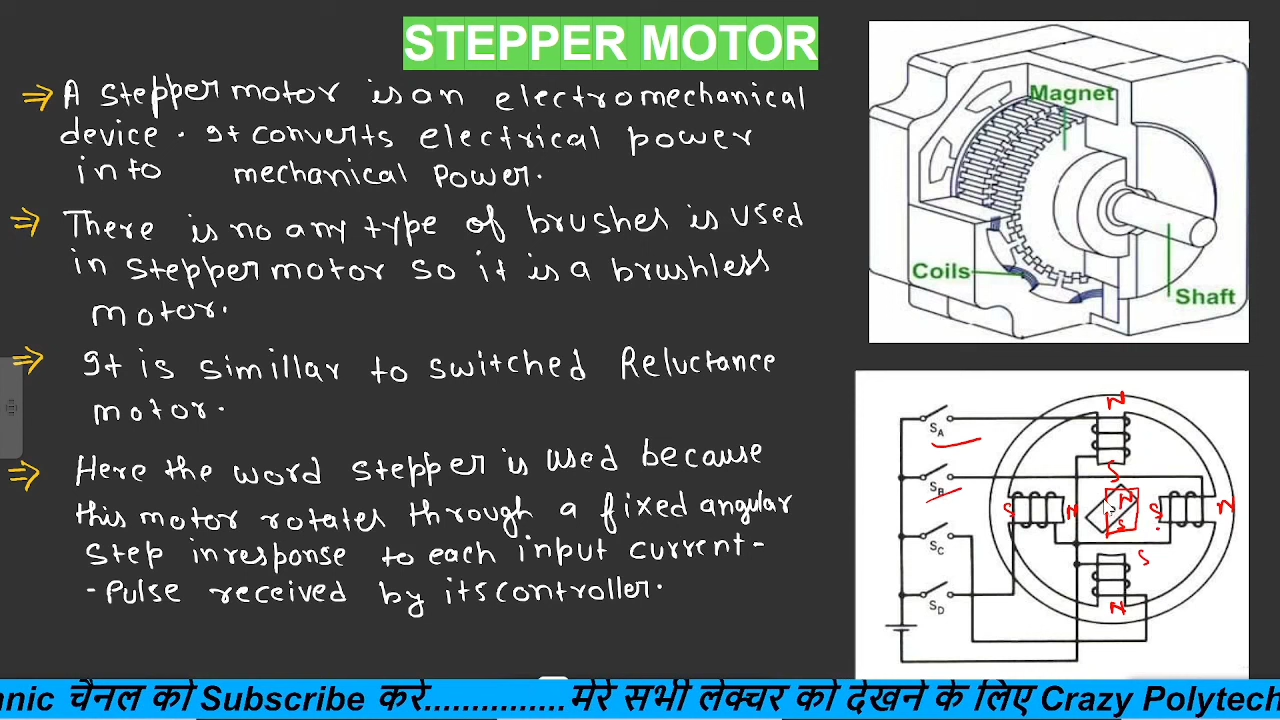 STEPPER MOTOR
⇒ A stepper motor is an electromechanical
device. It converts electrical power
into mechanical Power.
⇒ There is no any type of brushes is used
in stepper motor so it is a brushless
motor.
⇒ It is simillar to switched Reluctance
motor.
⇒ Here the word stepper is used because
this motor rotates through a fixed angular
step in response to each input current-
-Pulse received by its controller.
Magnet
Coils
Shaft
N
SA
S
SB
N
S
N
S
S
N
S
SC
SD
N
nnic चैनल को Subscribe करे...............मेरे सभी लेक्चर को देखने के लिए Crazy Polytech